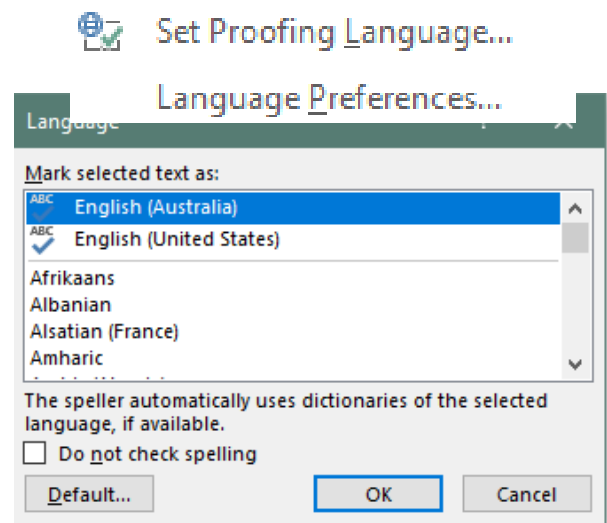 Set Proofing Language...
Language Preferences...
Language
Mark selected text as:
ABC English (Australia)
ABC English (United States)
Afrikaans
Albanian
Alsatian (France)
Amharic
The speller automatically uses dictionaries of the selected
language, if available.
Do not check spelling
Default...
OK Cancel